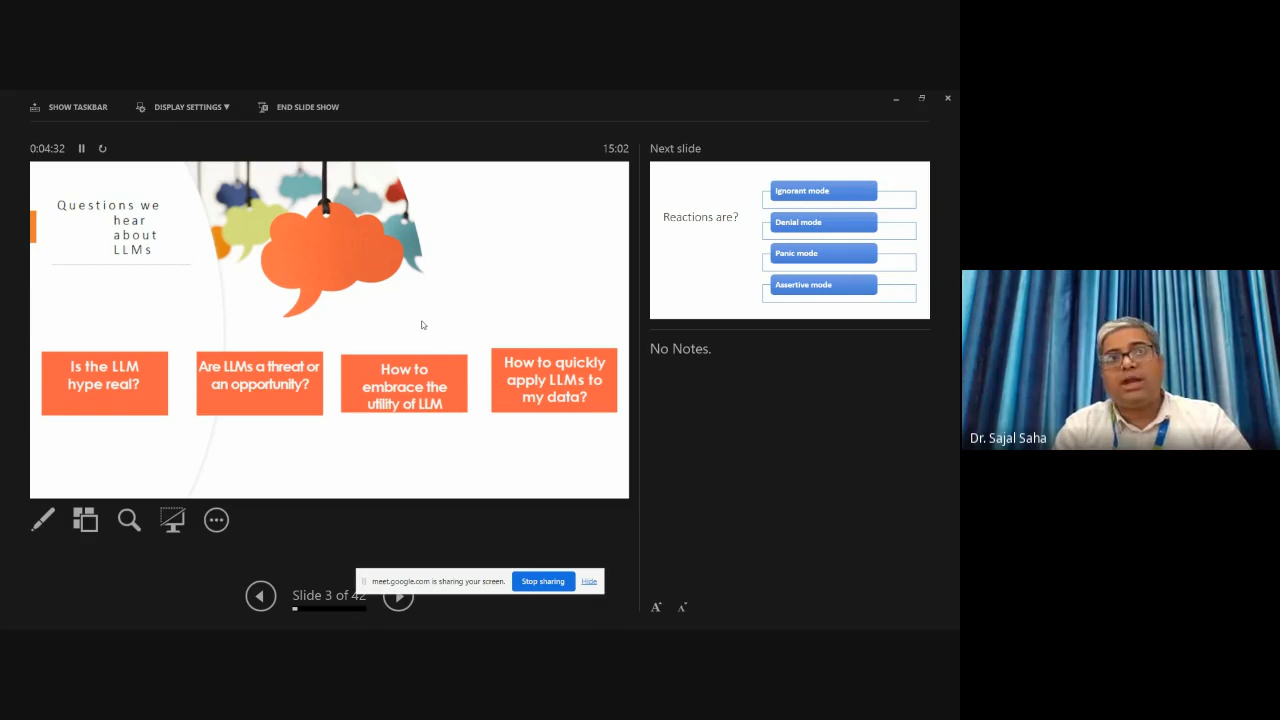 SHOW TASKBAR
DISPLAY SETTINGS ▼
END SLIDE SHOW
0:04:32
15:02
Questions we
hear
about
LLMs
Is the LLM
hype real?
Are LLMs a threat or
an opportunity?
How to
embrace the
utility of LLM
How to quickly
apply LLMs to
my data?
Next slide
Reactions are?
Ignorant mode
Denial mode
Panic mode
Assertive mode
No Notes.
meet.google.com is sharing your screen.
Stop sharing
Hide
Slide 3 of 42
A
A
Dr. Sajal Saha